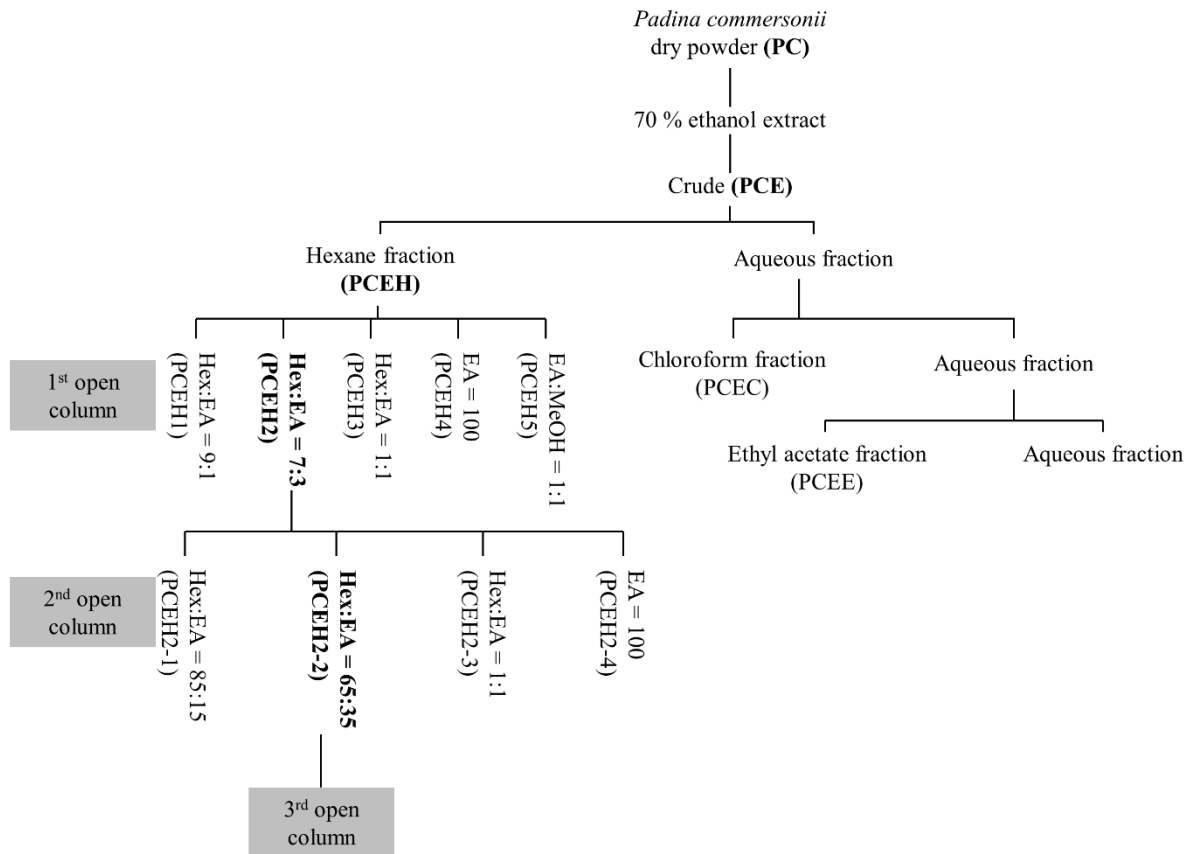 Padina commersonii
dry powder (PC)
70 % ethanol extract
Crude (PCE)
Hexane fraction
(PCEH)
Aqueous fraction
1st open
column
Hex:EA = 9:1
(PCEH1)
Hex:EA = 7:3
(PCEH2)
Hex:EA = 1:1
(PCEH3)
EA = 100
(PCEH4)
EA:MeOH = 1:1
(PCEH5)
Chloroform fraction
(PCEC)
Aqueous fraction
Ethyl acetate fraction
(PCEE)
Aqueous fraction
2nd open
column
Hex:EA = 85:15
(PCEH2-1)
Hex:EA = 65:35
(PCEH2-2)
Hex:EA = 1:1
(PCEH2-3)
EA = 100
(PCEH2-4)
3rd open
column